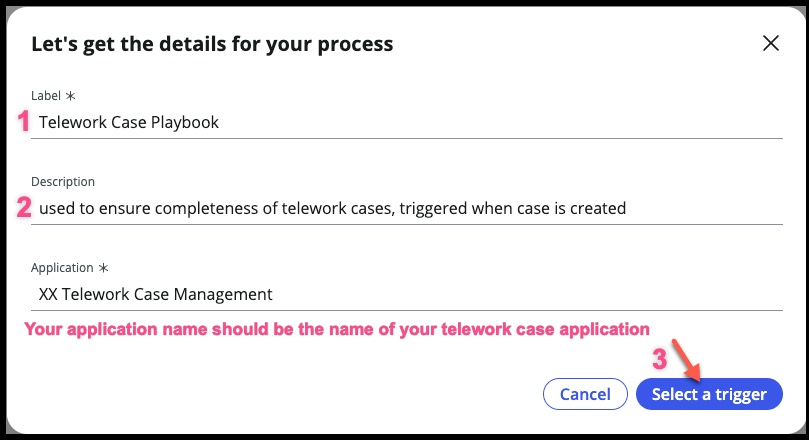 Let's get the details for your process
Label *
1 Telework Case Playbook
Description
2 used to ensure completeness of telework cases, triggered when case is created
Application *
XX Telework Case Management
Your application name should be the name of your telework case application
3
Cancel Select a trigger